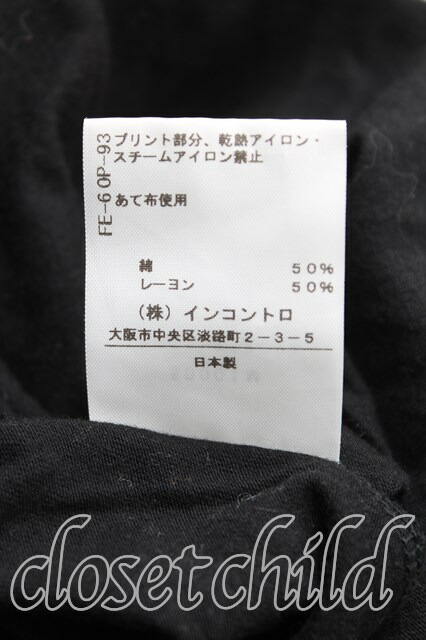 FE-60P-93
プリント部分、乾熱アイロン・
スチームアイロン禁止
あて布使用
綿 50%
レーヨン 50%
(株) インコントロ
大阪市中央区淡路町2-3-5
日本製
closet child